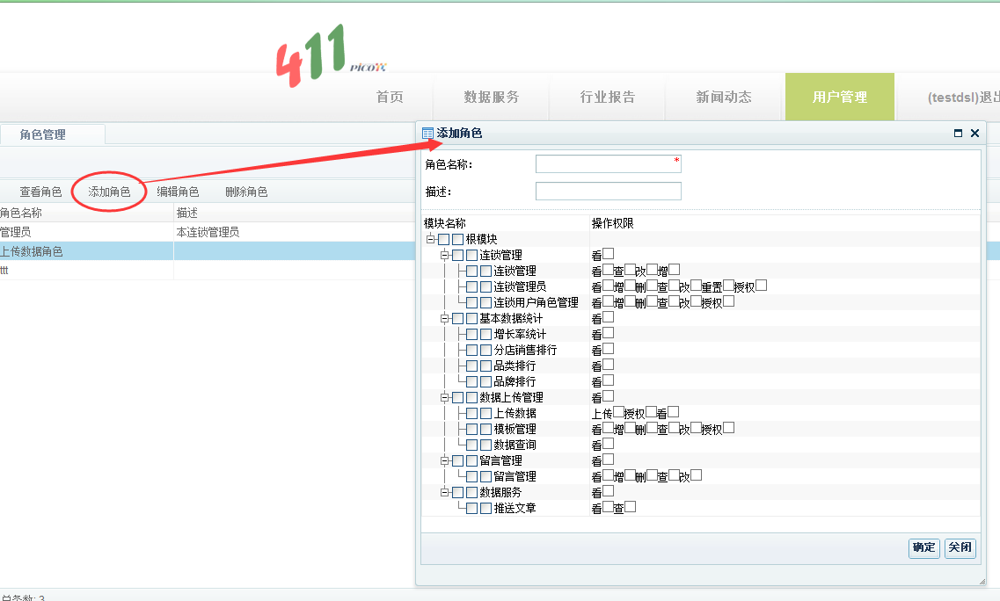 411 picox
首页 数据服务 行业报告 新闻动态 用户管理 (testdsl)退出
角色管理
查看角色 添加角色 编辑角色 删除角色
角色名称 描述
管理员 本连锁管理员
上传数据角色
ttt
总条数: 3
添加角色
角色名称: *
描述:
模块名称 操作权限
根模块
连锁管理 看
连锁管理 看 查 改 增
连锁管理员 看 增 删 查 改 重置 授权
连锁用户角色管理 看 增 删 查 改 授权
基本数据统计 看
增长率统计 看
分店销售排行 看
品类排行 看
品牌排行 看
数据上传管理 看
上传数据 上传 授权 看
模板管理 看 增 删 查 改 授权
数据查询 看
留言管理 看
留言管理 看 增 删 查 改
数据服务 看
推送文章 看 查
确定 关闭